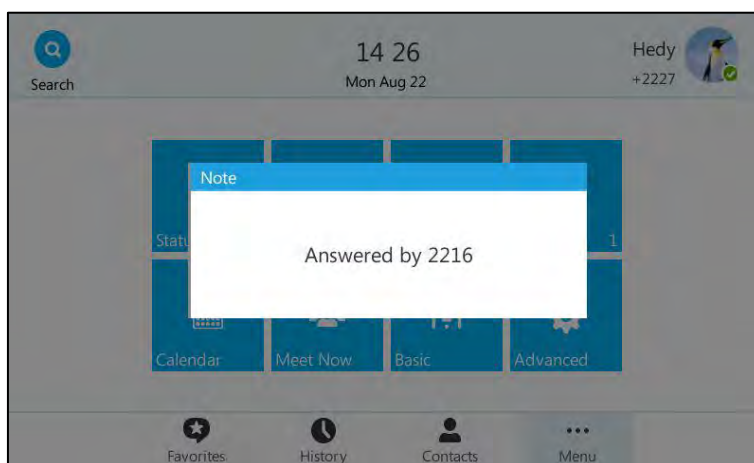 14 26
Hedy
Search
Mon Aug 22
+2227
Note
Answered by 2216
1
Calendar
Meet Now
Basic
Advanced
Favorites
History
Contacts
Menu